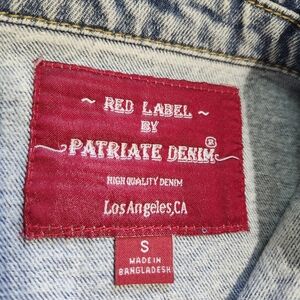 ~ RED LABEL ~
BY
PATRIATE DENIM®
HIGH QUALITY DENIM
Los Angeles, CA
S
MADE IN
BANGLADESH